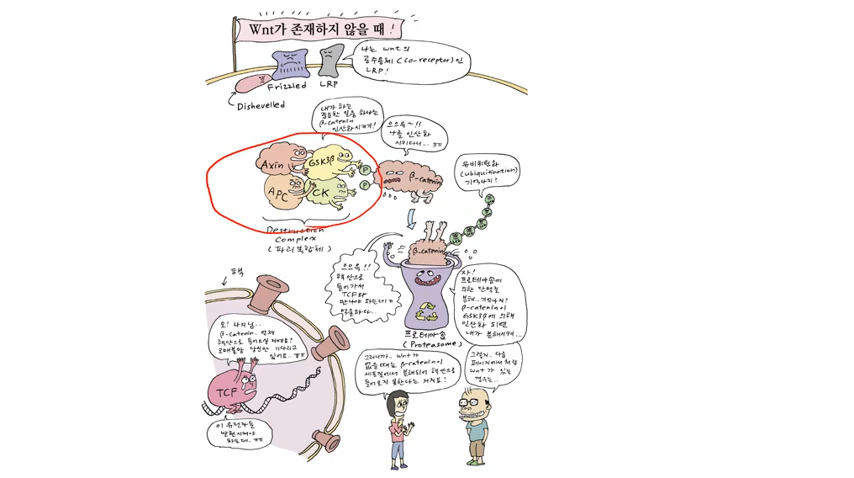 Wnt가 존재하지 않을 때!
나는 wnt의
공수용체 (co-receptor)인
LRP!
Frizzled
LRP
Dishevelled
내가 하는
중요한 일중 하나는
β-catenin
인산화시키기!
으으윽~!!
나를 인산화
시키다니... ㅠㅠ
Axin
GSK3β
APC
CK
P
P
β-catenin
유비퀴틴화
(ubiquitination)
기억나지?
Destruction
Complex
(파괴복합체)
β-catenin
으으윽!!
핵 안으로
들어가서
TCF와
만나야 하는데
자!
프로테아솜에
의한 단백질
분해.. 기억나지?
β-catenin이
GSK3β에 의해
인산화 되면
내가 분해시켜...
프로테아솜
(Proteasome)
핵
오! 나의 님..
β-catenin.. 언제
핵안으로 들어오실 거예요?
오매불망 당신만 기다리고
있어요.. ㅠㅠ
TCF
이 유전자를
발현시켜야
하는데.. ㅠㅠ
그러니까.. Wnt가
없을 때는 β-catenin이
세포질에서 분해되어 핵 안으로
들어오지 못한다는 거지요?
그렇지.. 다음
페이지에서처럼
Wnt가 있는
경우는...